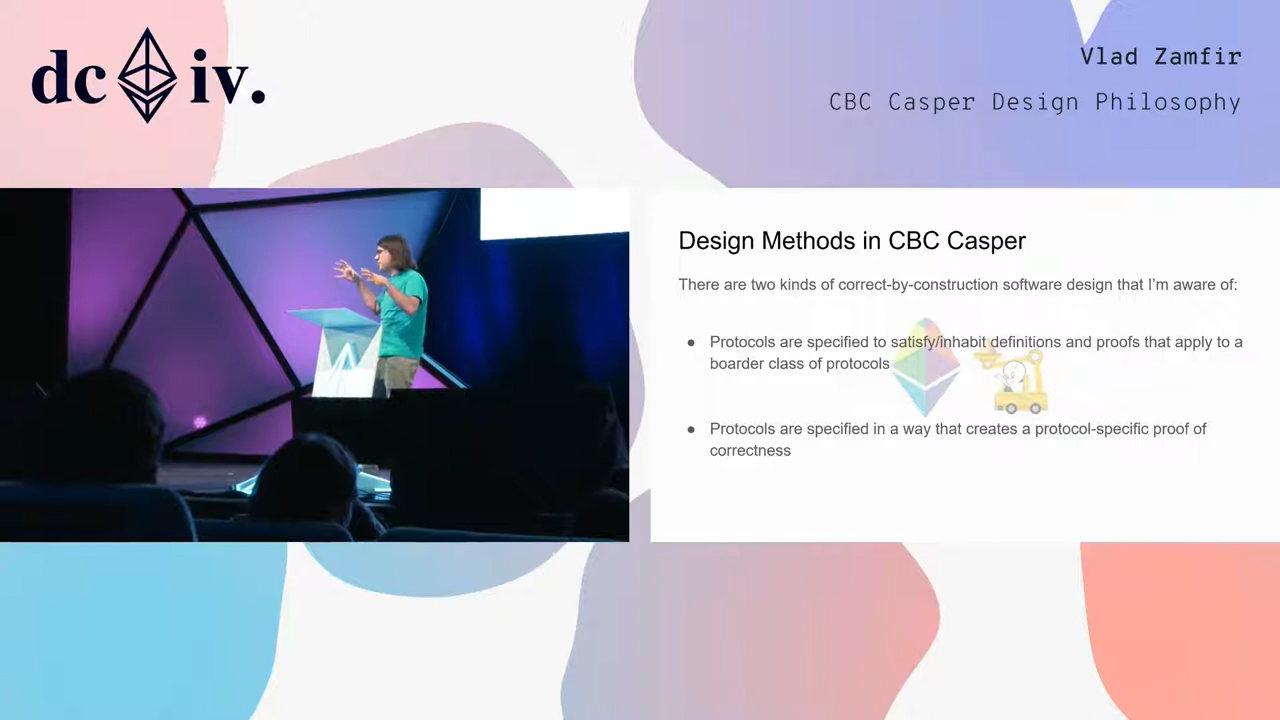 dc iv.
Vlad Zamfir
CBC Casper Design Philosophy
Design Methods in CBC Casper
There are two kinds of correct-by-construction software design that I'm aware of:
● Protocols are specified to satisfy/inhabit definitions and proofs that apply to a
boarder class of protocols
● Protocols are specified in a way that creates a protocol-specific proof of
correctness